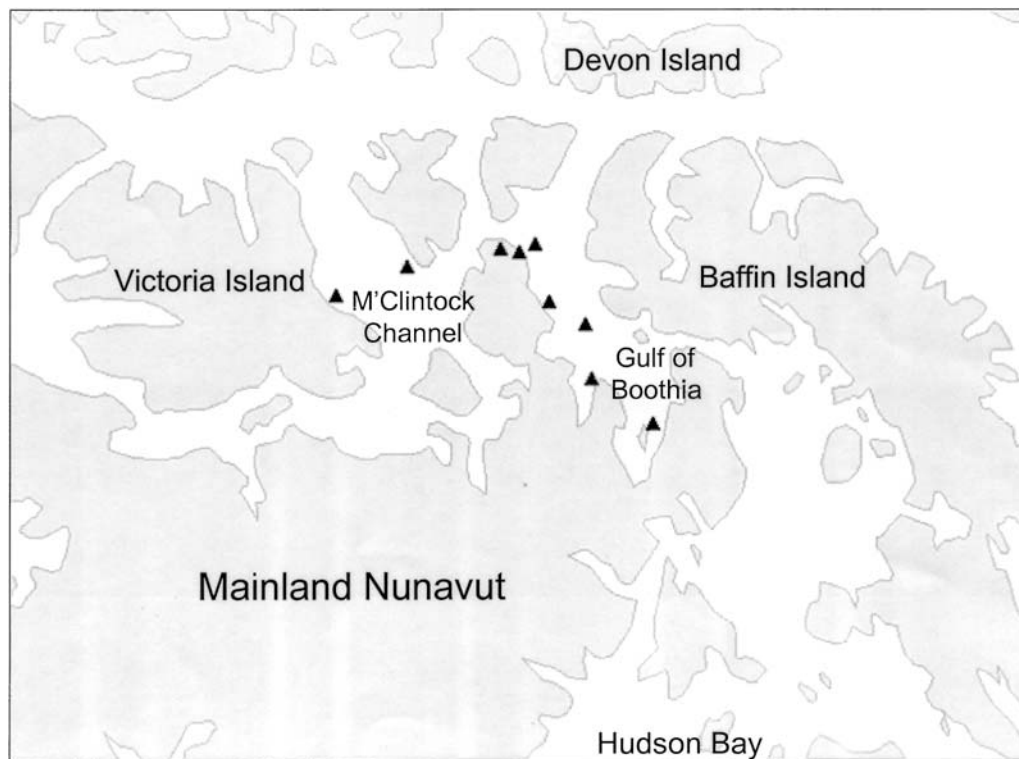 Devon Island
Victoria Island
Baffin Island
M'Clintock
Channel
Gulf of
Boothia
Mainland Nunavut
Hudson Bay